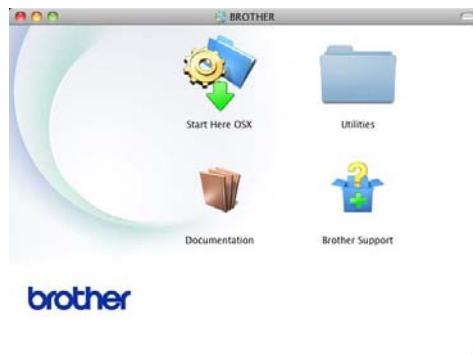 BROTHER
Start Here OSX
Utilities
Documentation
Brother Support
brother